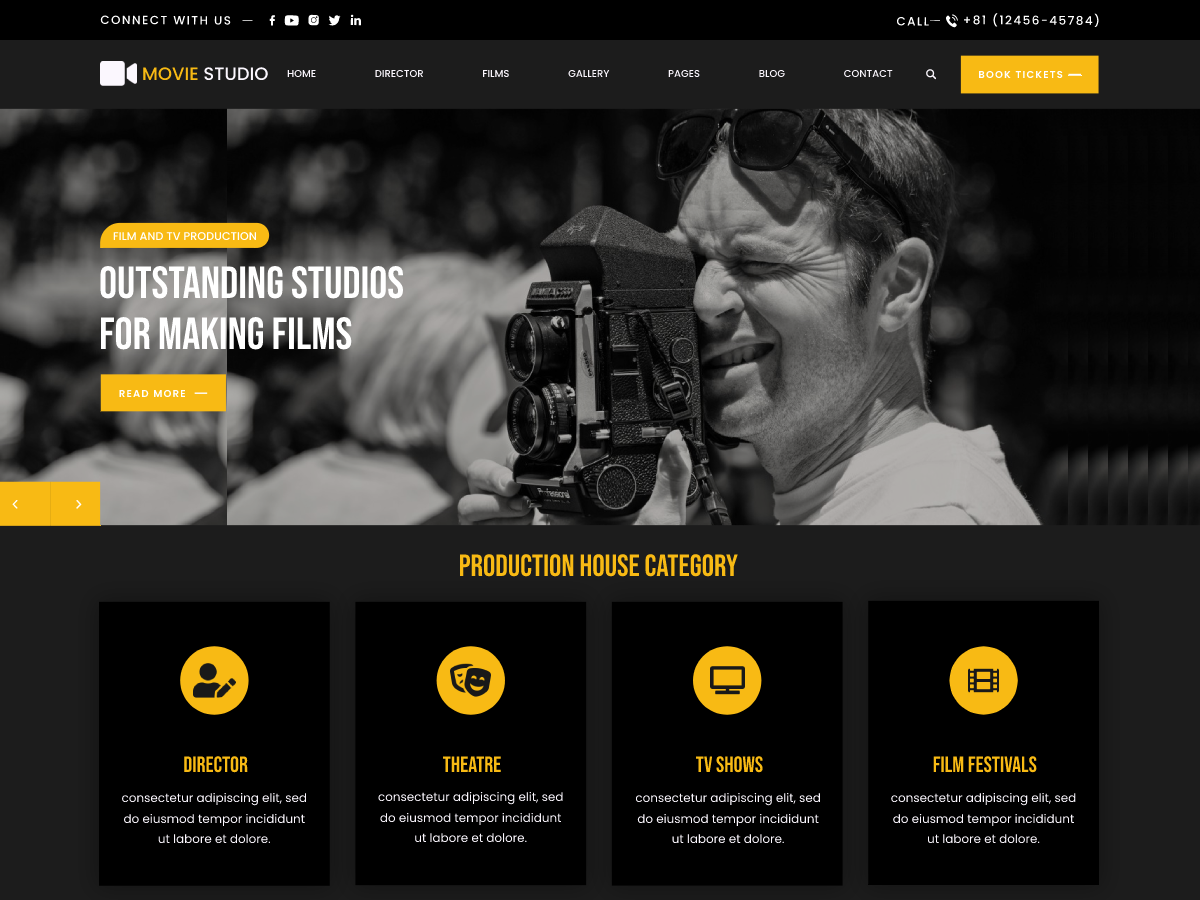 CONNECT WITH US —
CALL— +81 (12456-45784)
MOVIE STUDIO
HOME
DIRECTOR
FILMS
GALLERY
PAGES
BLOG
CONTACT
BOOK TICKETS —
FILM AND TV PRODUCTION
OUTSTANDING STUDIOS
FOR MAKING FILMS
READ MORE —
Professional
PRODUCTION HOUSE CATEGORY
DIRECTOR
consectetur adipiscing elit, sed
do eiusmod tempor incididunt
ut labore et dolore.
THEATRE
consectetur adipiscing elit, sed
do eiusmod tempor incididunt
ut labore et dolore.
TV SHOWS
consectetur adipiscing elit, sed
do eiusmod tempor incididunt
ut labore et dolore.
FILM FESTIVALS
consectetur adipiscing elit, sed
do eiusmod tempor incididunt
ut labore et dolore.